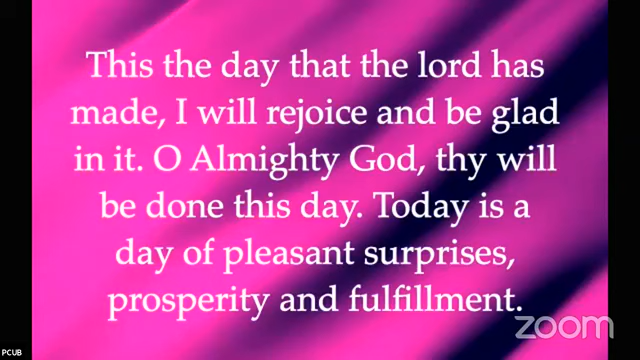 This the day that the lord has
made, I will rejoice and be glad
in it. O Almighty God, thy will
be done this day. Today is a
day of pleasant surprises,
prosperity and fulfillment.
zoom
PCUB